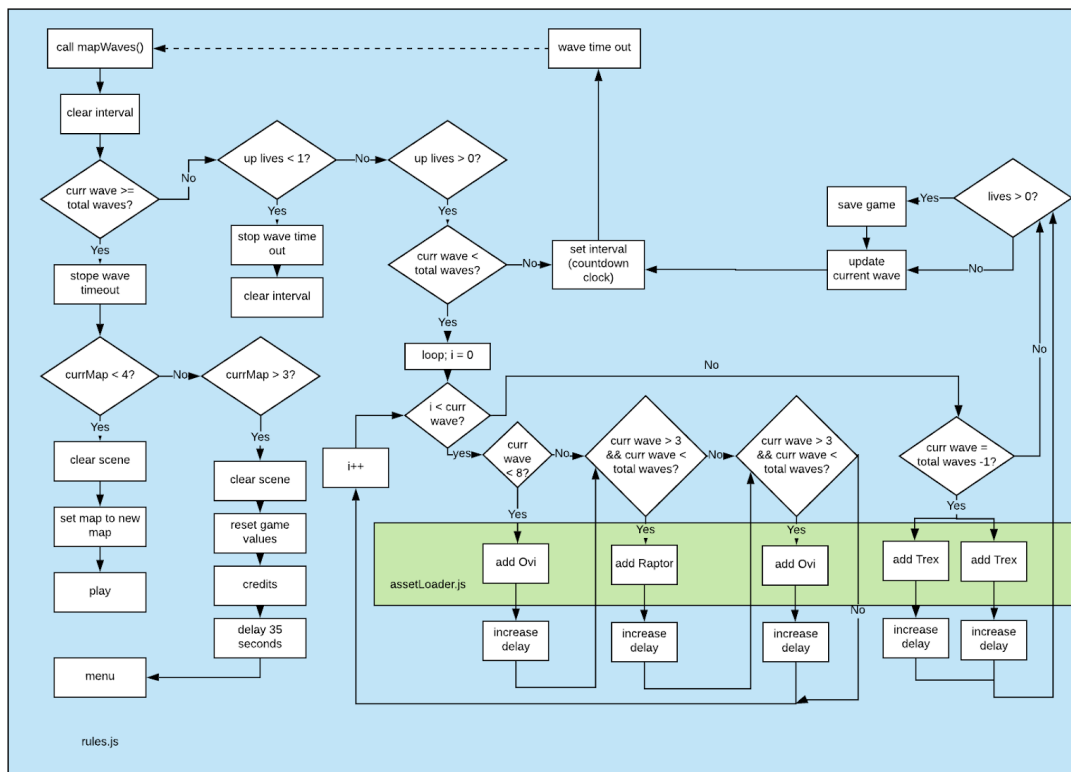 call mapWaves()
wave time out
clear interval
curr wave >=
total waves?
No
up lives < 1?
No
up lives > 0?
Yes
stop wave time
out
clear interval
Yes
curr wave <
total waves?
No
set interval
(countdown
clock)
lives > 0?
Yes
save game
No
update
current wave
Yes
stope wave
timeout
currMap < 4?
No
currMap > 3?
Yes
clear scene
set map to new
map
play
Yes
clear scene
reset game
values
credits
delay 35
seconds
menu
Yes
loop; i = 0
i < curr
wave?
No
yes
i++
curr
wave
< 8?
No
curr wave > 3
&& curr wave <
total waves?
No
curr wave > 3
&& curr wave <
total waves?
No
curr wave =
total waves -1?
No
Yes
Yes
Yes
Yes
assetLoader.js
add Ovi
add Raptor
add Ovi
add Trex
add Trex
increase
delay
increase
delay
increase
delay
increase
delay
increase
delay
rules.js